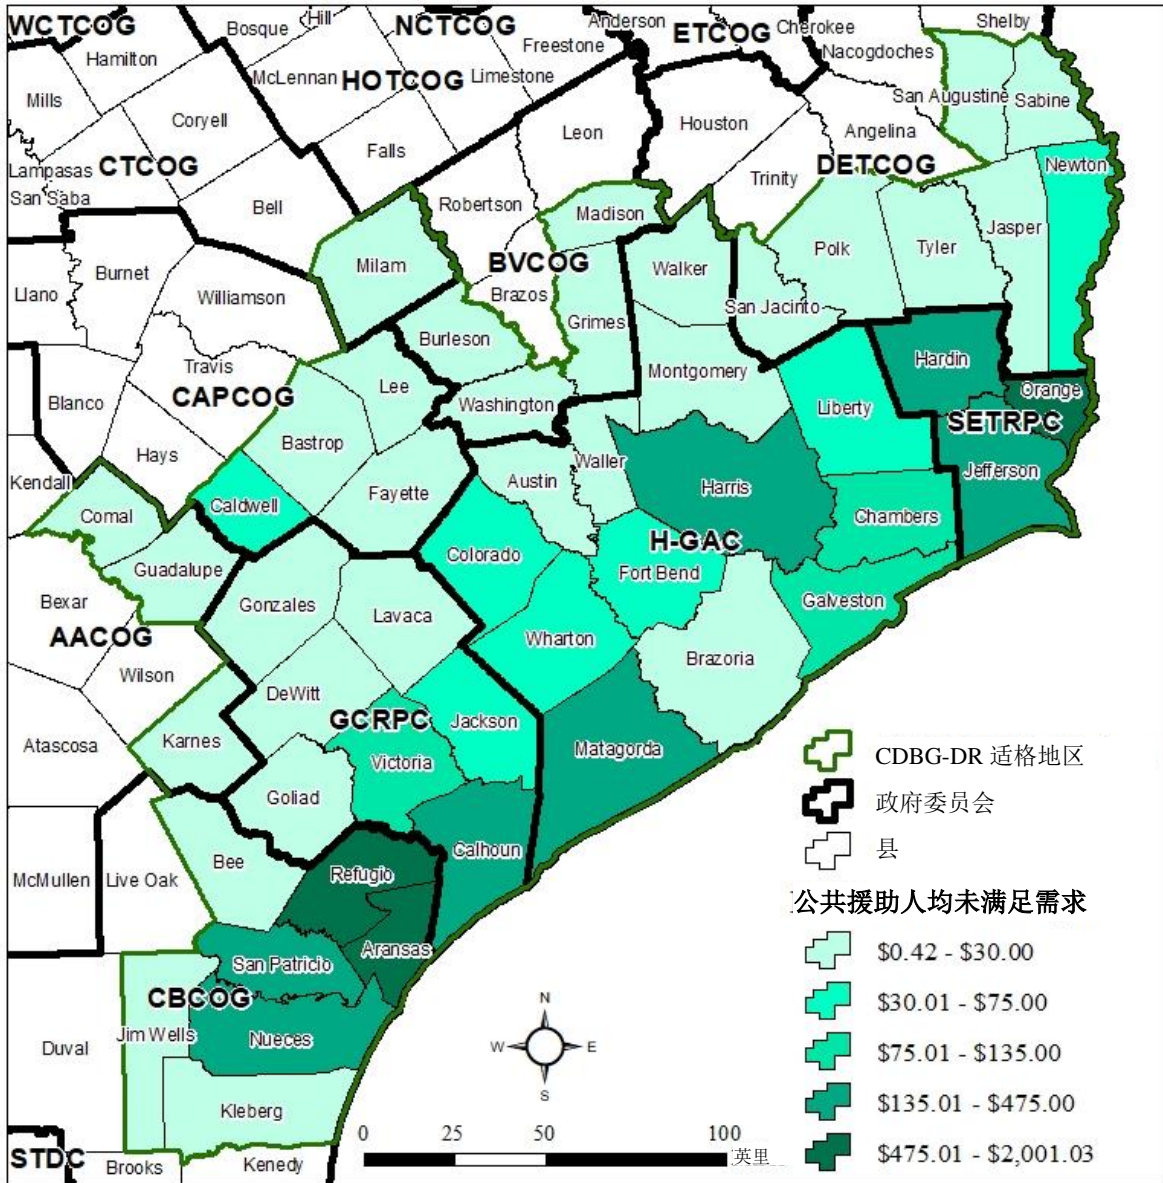 WCTCOG
Bosque
Hill
NCTCOG
Anderson
ETCOG
Cherokee
Shelby
Hamilton
McLennan
HOTCOG
Limestone
Freestone
Nacogdoches
Mills
Coryell
Falls
Leon
Houston
Angelina
San Augustine
Sabine
Lampasas
CTCOG
San Saba
Bell
Robertson
Madison
Trinity
DETCOG
Newton
Burnet
Milam
BVCOG
Walker
Polk
Tyler
Jasper
Llano
Williamson
Brazos
San Jacinto
Burleson
Grimes
Travis
Hardin
Blanco
CAPCOG
Lee
Washington
Montgomery
Liberty
Orange
SETRPC
Hays
Bastrop
Kendall
Caldwell
Fayette
Austin
Waller
Harris
Jefferson
Comal
Chambers
Colorado
H-GAC
Guadalupe
Fort Bend
Bexar
Gonzales
Lavaca
Galveston
AACOG
Wharton
Brazoria
Wilson
DeWitt
Atascosa
Karnes
GCRPC
Jackson
Matagorda
Victoria
Goliad
McMullen
Live Oak
Bee
Calhoun
Refugio
Aransas
San Patricio
CBCOG
Duval
Jim Wells
Nueces
Kleberg
STDC
Brooks
Kenedy
CDBG-DR 适格地区
政府委员会
县
公共援助人均未满足需求
$0.42 - $30.00
$30.01 - $75.00
$75.01 - $135.00
$135.01 - $475.00
$475.01 - $2,001.03
N
W E
S
0 25 50 100
英里